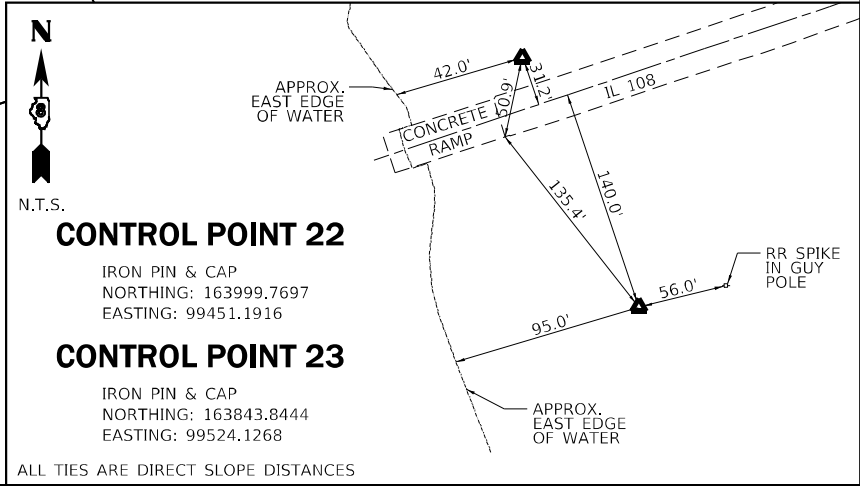 N
8
N.T.S.
CONTROL POINT 22
IRON PIN & CAP
NORTHING: 163999.7697
EASTING: 99451.1916
CONTROL POINT 23
IRON PIN & CAP
NORTHING: 163843.8444
EASTING: 99524.1268
ALL TIES ARE DIRECT SLOPE DISTANCES
APPROX.
EAST EDGE
OF WATER
42.0'
50.9'
31.2'
IL 108
CONCRETE
RAMP
135.4'
140.0'
RR SPIKE
IN GUY
POLE
56.0'
95.0'
APPROX.
EAST EDGE
OF WATER